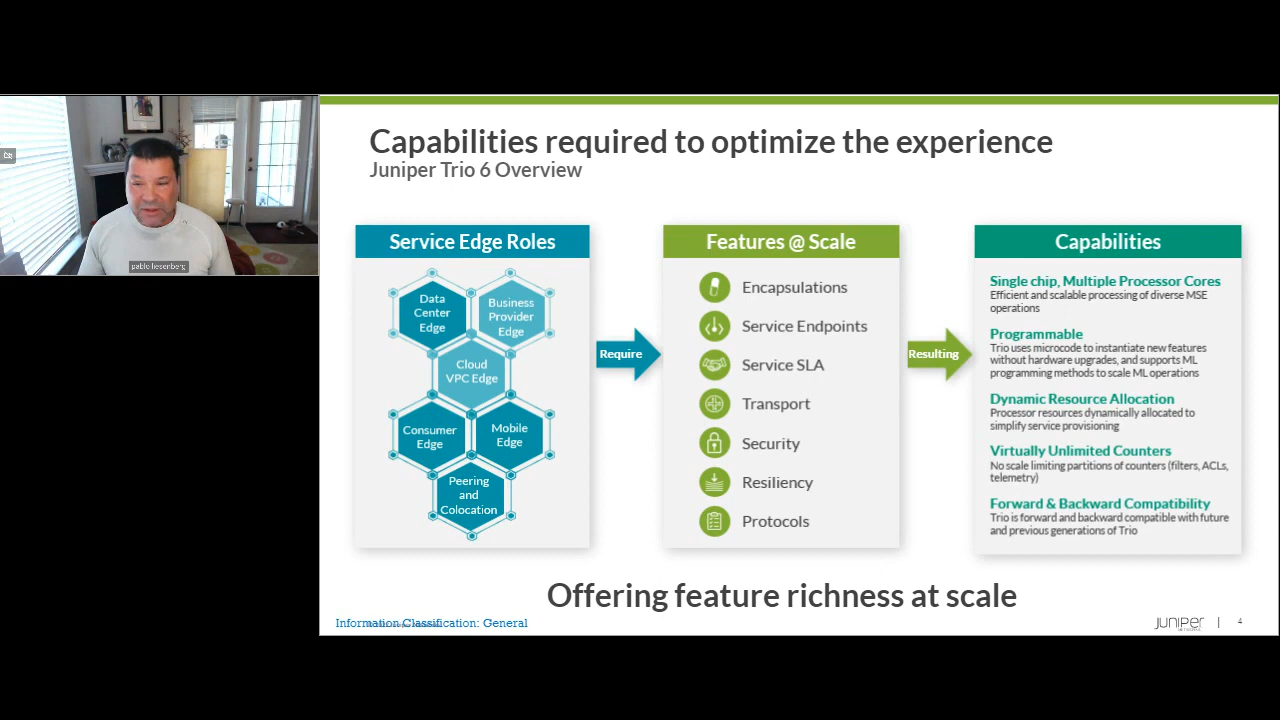 Capabilities required to optimize the experience
Juniper Trio 6 Overview
pablo liesenberg
Service Edge Roles
Data
Center
Edge
Business
Provider
Edge
Cloud
VPC Edge
Consumer
Edge
Mobile
Edge
Peering
and
Colocation
Require
Features @ Scale
Encapsulations
Service Endpoints
Service SLA
Transport
Security
Resiliency
Protocols
Resulting
Capabilities
Single chip, Multiple Processor Cores
Efficient and scalable processing of diverse MSE
operations
Programmable
Trio uses microcode to instantiate new features
without hardware upgrades, and supports ML
programming methods to scale ML operations
Dynamic Resource Allocation
Processor resources dynamically allocated to
simplify service provisioning
Virtually Unlimited Counters
No scale limiting partitions of counters (filters, ACLs,
telemetry)
Forward & Backward Compatibility
Trio is forward and backward compatible with future
and previous generations of Trio
Offering feature richness at scale
Information Classification: General
JUNIPER
NETWORKS
| 4